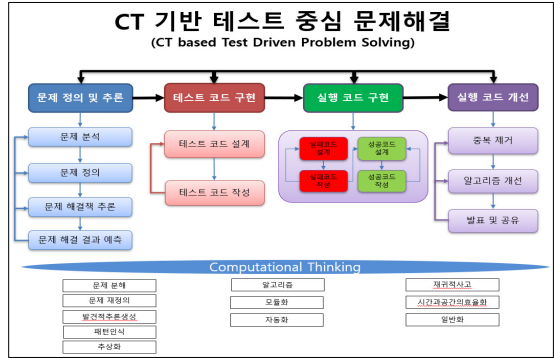 CT 기반 테스트 중심 문제해결
(CT based Test Driven Problem Solving)
문제 정의 및 추론
테스트 코드 구현
실행 코드 구현
실행 코드 개선
문제 분석
문제 정의
문제 해결책 추론
문제 해결 결과 예측
테스트 코드 설계
테스트 코드 작성
실패코드
설계
성공코드
설계
실패코드
작성
성공코드
작성
중복 제거
알고리즘 개선
발표 및 공유
Computational Thinking
문제 분해
문제 재정의
발견적추론생성
패턴인식
추상화
알고리즘
모듈화
자동화
재귀적사고
시간과공간의효율화
일반화